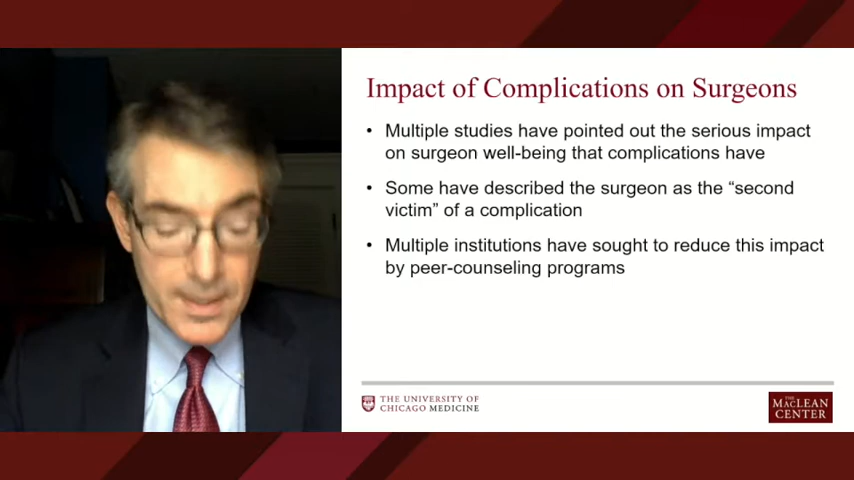 Impact of Complications on Surgeons
• Multiple studies have pointed out the serious impact
on surgeon well-being that complications have
• Some have described the surgeon as the “second
victim” of a complication
• Multiple institutions have sought to reduce this impact
by peer-counseling programs
THE UNIVERSITY OF
CHICAGO MEDICINE
THE
MACLEAN
CENTER